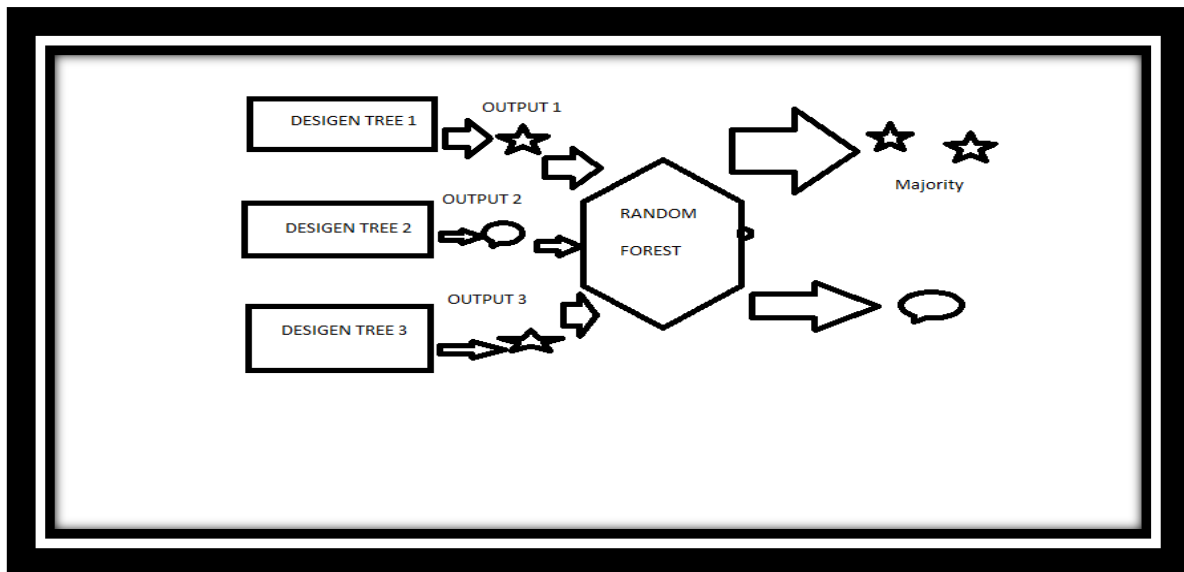 OUTPUT 1
DESIGEN TREE 1
OUTPUT 2
DESIGEN TREE 2
OUTPUT 3
DESIGEN TREE 3
RANDOM
FOREST
Majority